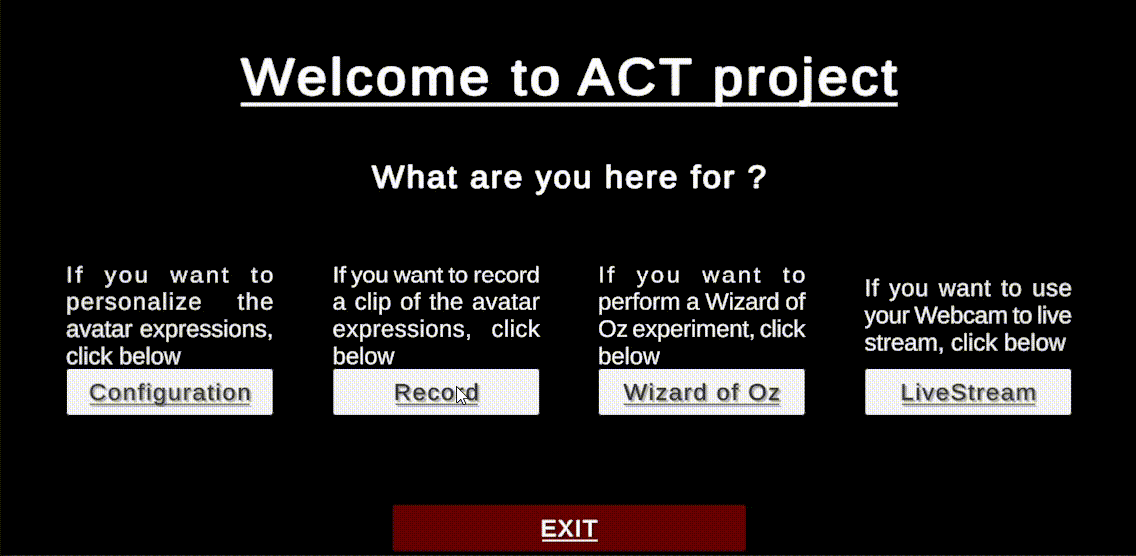 Welcome to ACT project
What are you here for ?
If you want to
personalize the
avatar expressions,
click below
Configuration
If you want to record
a clip of the avatar
expressions, click
below
Record
If you want to
perform a Wizard of
Oz experiment, click
below
Wizard of Oz
If you want to use
your Webcam to live
stream, click below
LiveStream
EXIT